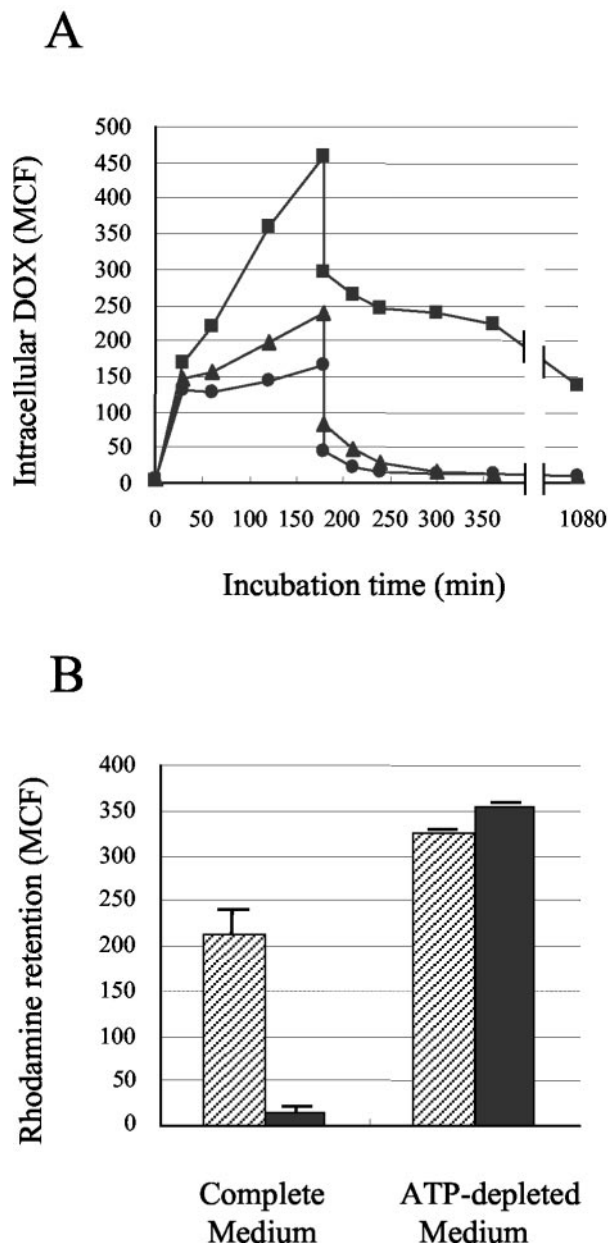 A
Intracellular DOX (MCF)
500
450
400
350
300
250
200
150
100
50
0
0 50 100 150 200 250 300 350 1080
Incubation time (min)
B
Rhodamine retention (MCF)
400
350
300
250
200
150
100
50
0
Complete Medium
ATP-depleted Medium